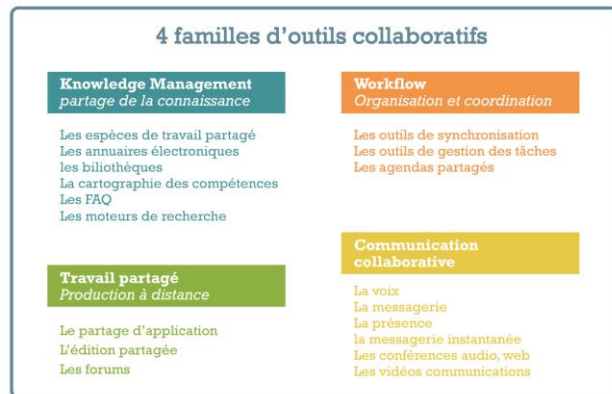 4 familles d'outils collaboratifs
Knowledge Management
partage de la connaissance
Les espèces de travail partagé
Les annuaires électroniques
les biliothèques
La cartographie des compétences
Les FAQ
Les moteurs de recherche
Workflow
Organisation et coordination
Les outils de synchronisation
Les outils de gestion des tâches
Les agendas partagés
Travail partagé
Production à distance
Le partage d'application
L'édition partagée
Les forums
Communication
collaborative
La voix
La messagerie
La présence
la messagerie instantanée
Les conférences audio, web
Les vidéos communications